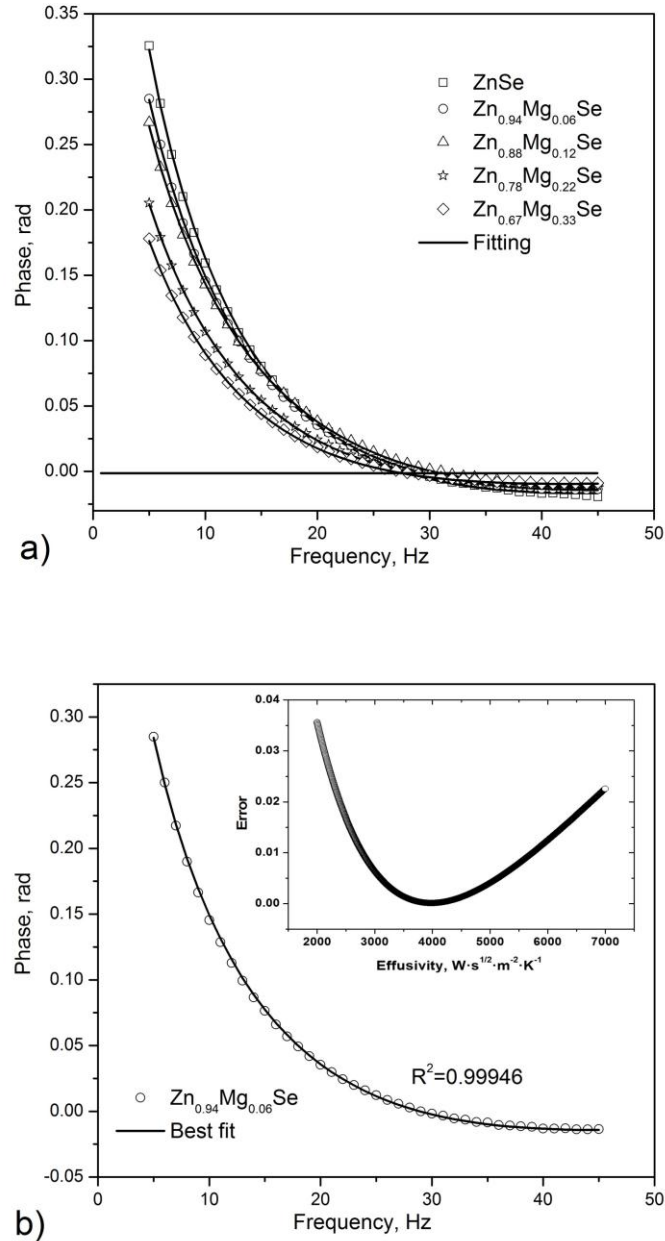 0.35
0.30
0.25
0.20
0.15
0.10
0.05
0.00
Phase, rad
ZnSe
Zn0.94Mg0.06Se
Zn0.88Mg0.12Se
Zn0.78Mg0.22Se
Zn0.67Mg0.33Se
Fitting
0 10 20 30 40 50
Frequency, Hz
a)
0.30
0.25
0.20
0.15
0.10
0.05
0.00
-0.05
Phase, rad
0.04
0.03
0.02
0.01
0.00
Error
2000 3000 4000 5000 6000 7000
Effusivity, W·s1/2·m-2·K-1
R2=0.99946
Zn0.94Mg0.06Se
Best fit
0 10 20 30 40 50
Frequency, Hz
b)